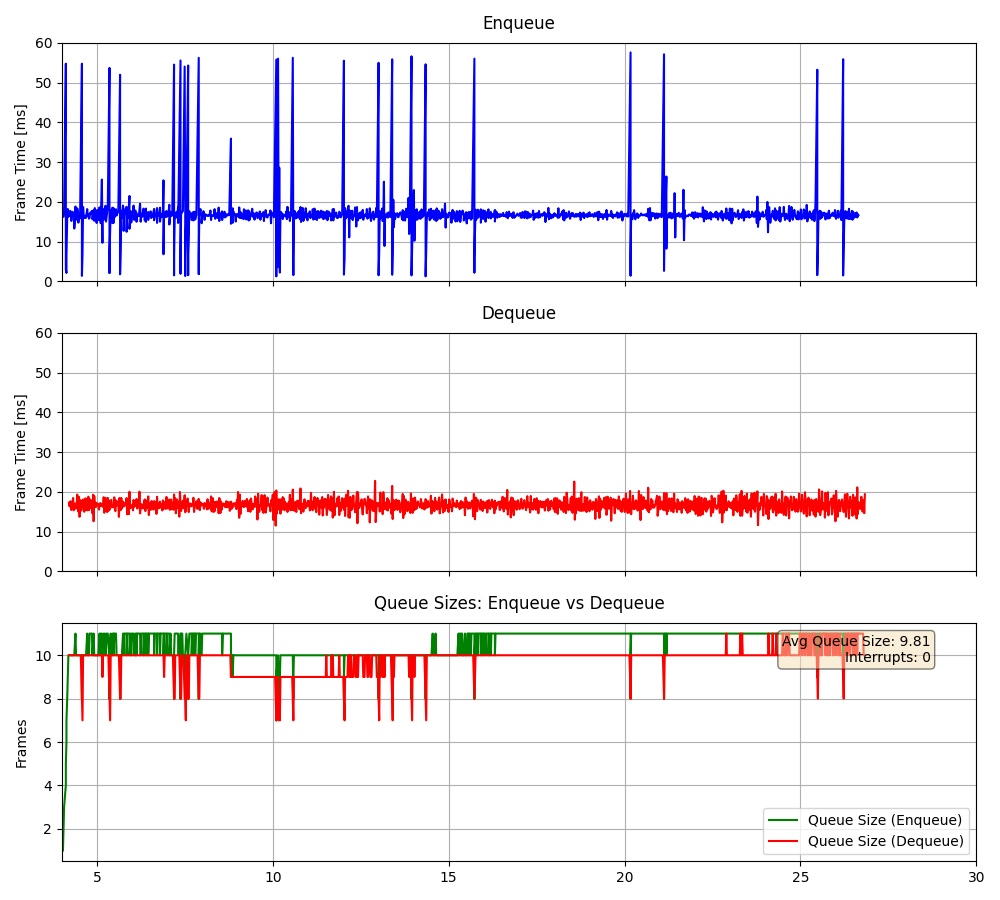 Enqueue
60
50
40
30
20
10
0
Frame Time [ms]
Dequeue
60
50
40
30
20
10
0
Frame Time [ms]
Queue Sizes: Enqueue vs Dequeue
10
8
6
4
2
Frames
Avg Queue Size: 9.81
Interrupts: 0
Queue Size (Enqueue)
Queue Size (Dequeue)
5 10 15 20 25 30